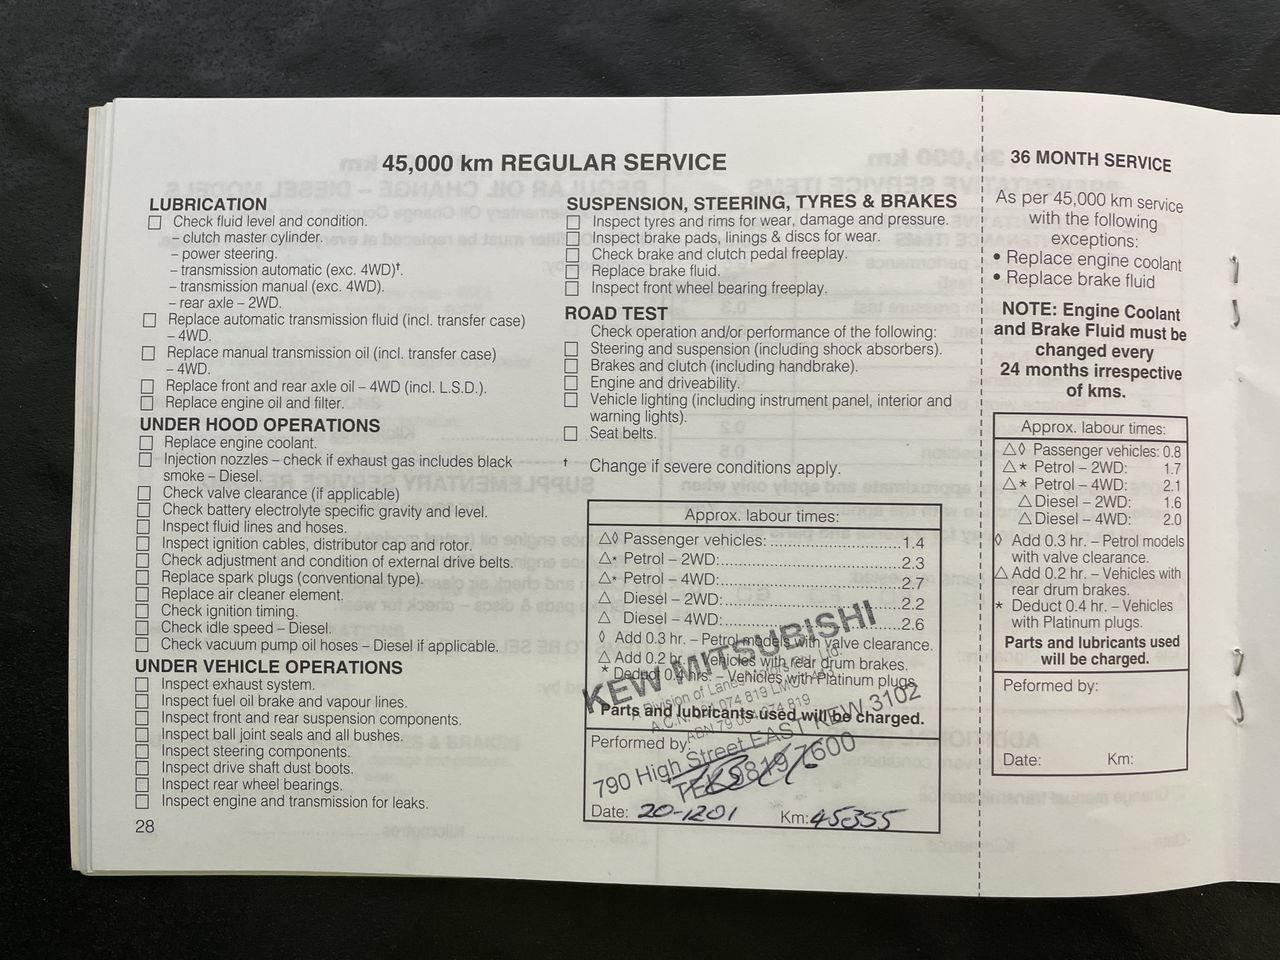 45,000 km REGULAR SERVICE
LUBRICATION
Check fluid level and condition.
– clutch master cylinder.
– power steering.
– transmission automatic (exc. 4WD)†.
– transmission manual (exc. 4WD).
– rear axle – 2WD.
Replace automatic transmission fluid (incl. transfer case)
– 4WD.
Replace manual transmission oil (incl. transfer case)
– 4WD.
Replace front and rear axle oil – 4WD (incl. L.S.D.).
Replace engine oil and filter.
UNDER HOOD OPERATIONS
Replace engine coolant.
Injection nozzles – check if exhaust gas includes black
smoke – Diesel.
Check valve clearance (if applicable)
Check battery electrolyte specific gravity and level.
Inspect fluid lines and hoses.
Inspect ignition cables, distributor cap and rotor.
Check adjustment and condition of external drive belts.
Replace spark plugs (conventional type).
Replace air cleaner element.
Check ignition timing.
Check idle speed – Diesel.
Check vacuum pump oil hoses – Diesel if applicable.
UNDER VEHICLE OPERATIONS
Inspect exhaust system.
Inspect fuel oil brake and vapour lines.
Inspect front and rear suspension components.
Inspect ball joint seals and all bushes.
Inspect steering components.
Inspect drive shaft dust boots.
Inspect rear wheel bearings.
Inspect engine and transmission for leaks.
28
SUSPENSION, STEERING, TYRES & BRAKES
Inspect tyres and rims for wear, damage and pressure.
Inspect brake pads, linings & discs for wear.
Check brake and clutch pedal freeplay.
Replace brake fluid.
Inspect front wheel bearing freeplay.
ROAD TEST
Check operation and/or performance of the following:
Steering and suspension (including shock absorbers).
Brakes and clutch (including handbrake).
Engine and driveability.
Vehicle lighting (including instrument panel, interior and
warning lights).
Seat belts.
† Change if severe conditions apply.
Approx. labour times:
△◊ Passenger vehicles: 1.4
△* Petrol – 2WD: 2.3
△* Petrol – 4WD: 2.7
△ Diesel – 2WD: 2.2
△ Diesel – 4WD: 2.6
◊ Add 0.3 hr. – Petrol models with valve clearance.
△ Add 0.2 hr. – Vehicles with rear drum brakes.
* Deduct 0.4 hrs. – Vehicles with Platinum plugs
Parts and lubricants used will be charged.
KEW MITSUBISHI
790 High Street EAST KEW 3102
TEL 9819 7600
Performed by:
Date: 20-1201 Km: 45355
36 MONTH SERVICE
As per 45,000 km service
with the following
exceptions:
• Replace engine coolant
• Replace brake fluid
NOTE: Engine Coolant
and Brake Fluid must be
changed every
24 months irrespective
of kms.
Approx. labour times:
△◊ Passenger vehicles: 0.8
△* Petrol – 2WD: 1.7
△* Petrol – 4WD: 2.1
△ Diesel – 2WD: 1.6
△ Diesel – 4WD: 2.0
◊ Add 0.3 hr. – Petrol models
with valve clearance.
△ Add 0.2 hr. – Vehicles with
rear drum brakes.
* Deduct 0.4 hr. – Vehicles
with Platinum plugs.
Parts and lubricants used
will be charged.
Peformed by:
Date: Km: